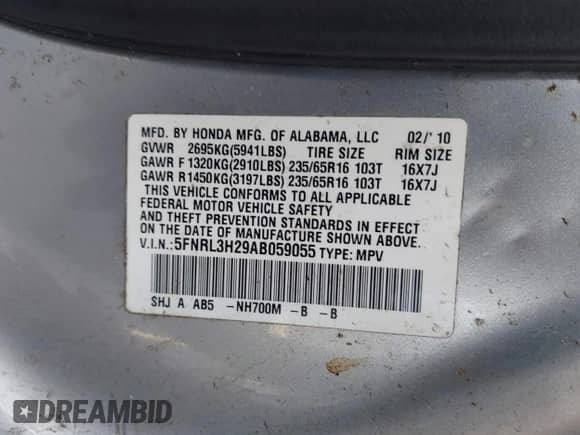 MFD. BY HONDA MFG. OF ALABAMA, LLC 02/'10
GVWR 2695KG(5941LBS) TIRE SIZE RIM SIZE
GAWR F 1320KG(2910LBS) 235/65R16 103T 16X7J
GAWR R 1450KG(3197LBS) 235/65R16 103T 16X7J
THIS VEHICLE CONFORMS TO ALL APPLICABLE
FEDERAL MOTOR VEHICLE SAFETY
AND THEFT PREVENTION STANDARDS IN EFFECT
ON THE DATE OF MANUFACTURE SHOWN ABOVE.
V.I.N.: 5FNRL3H29AB059055 TYPE: MPV
SHJ A AB5 -NH700M -B -B
DREAMBID